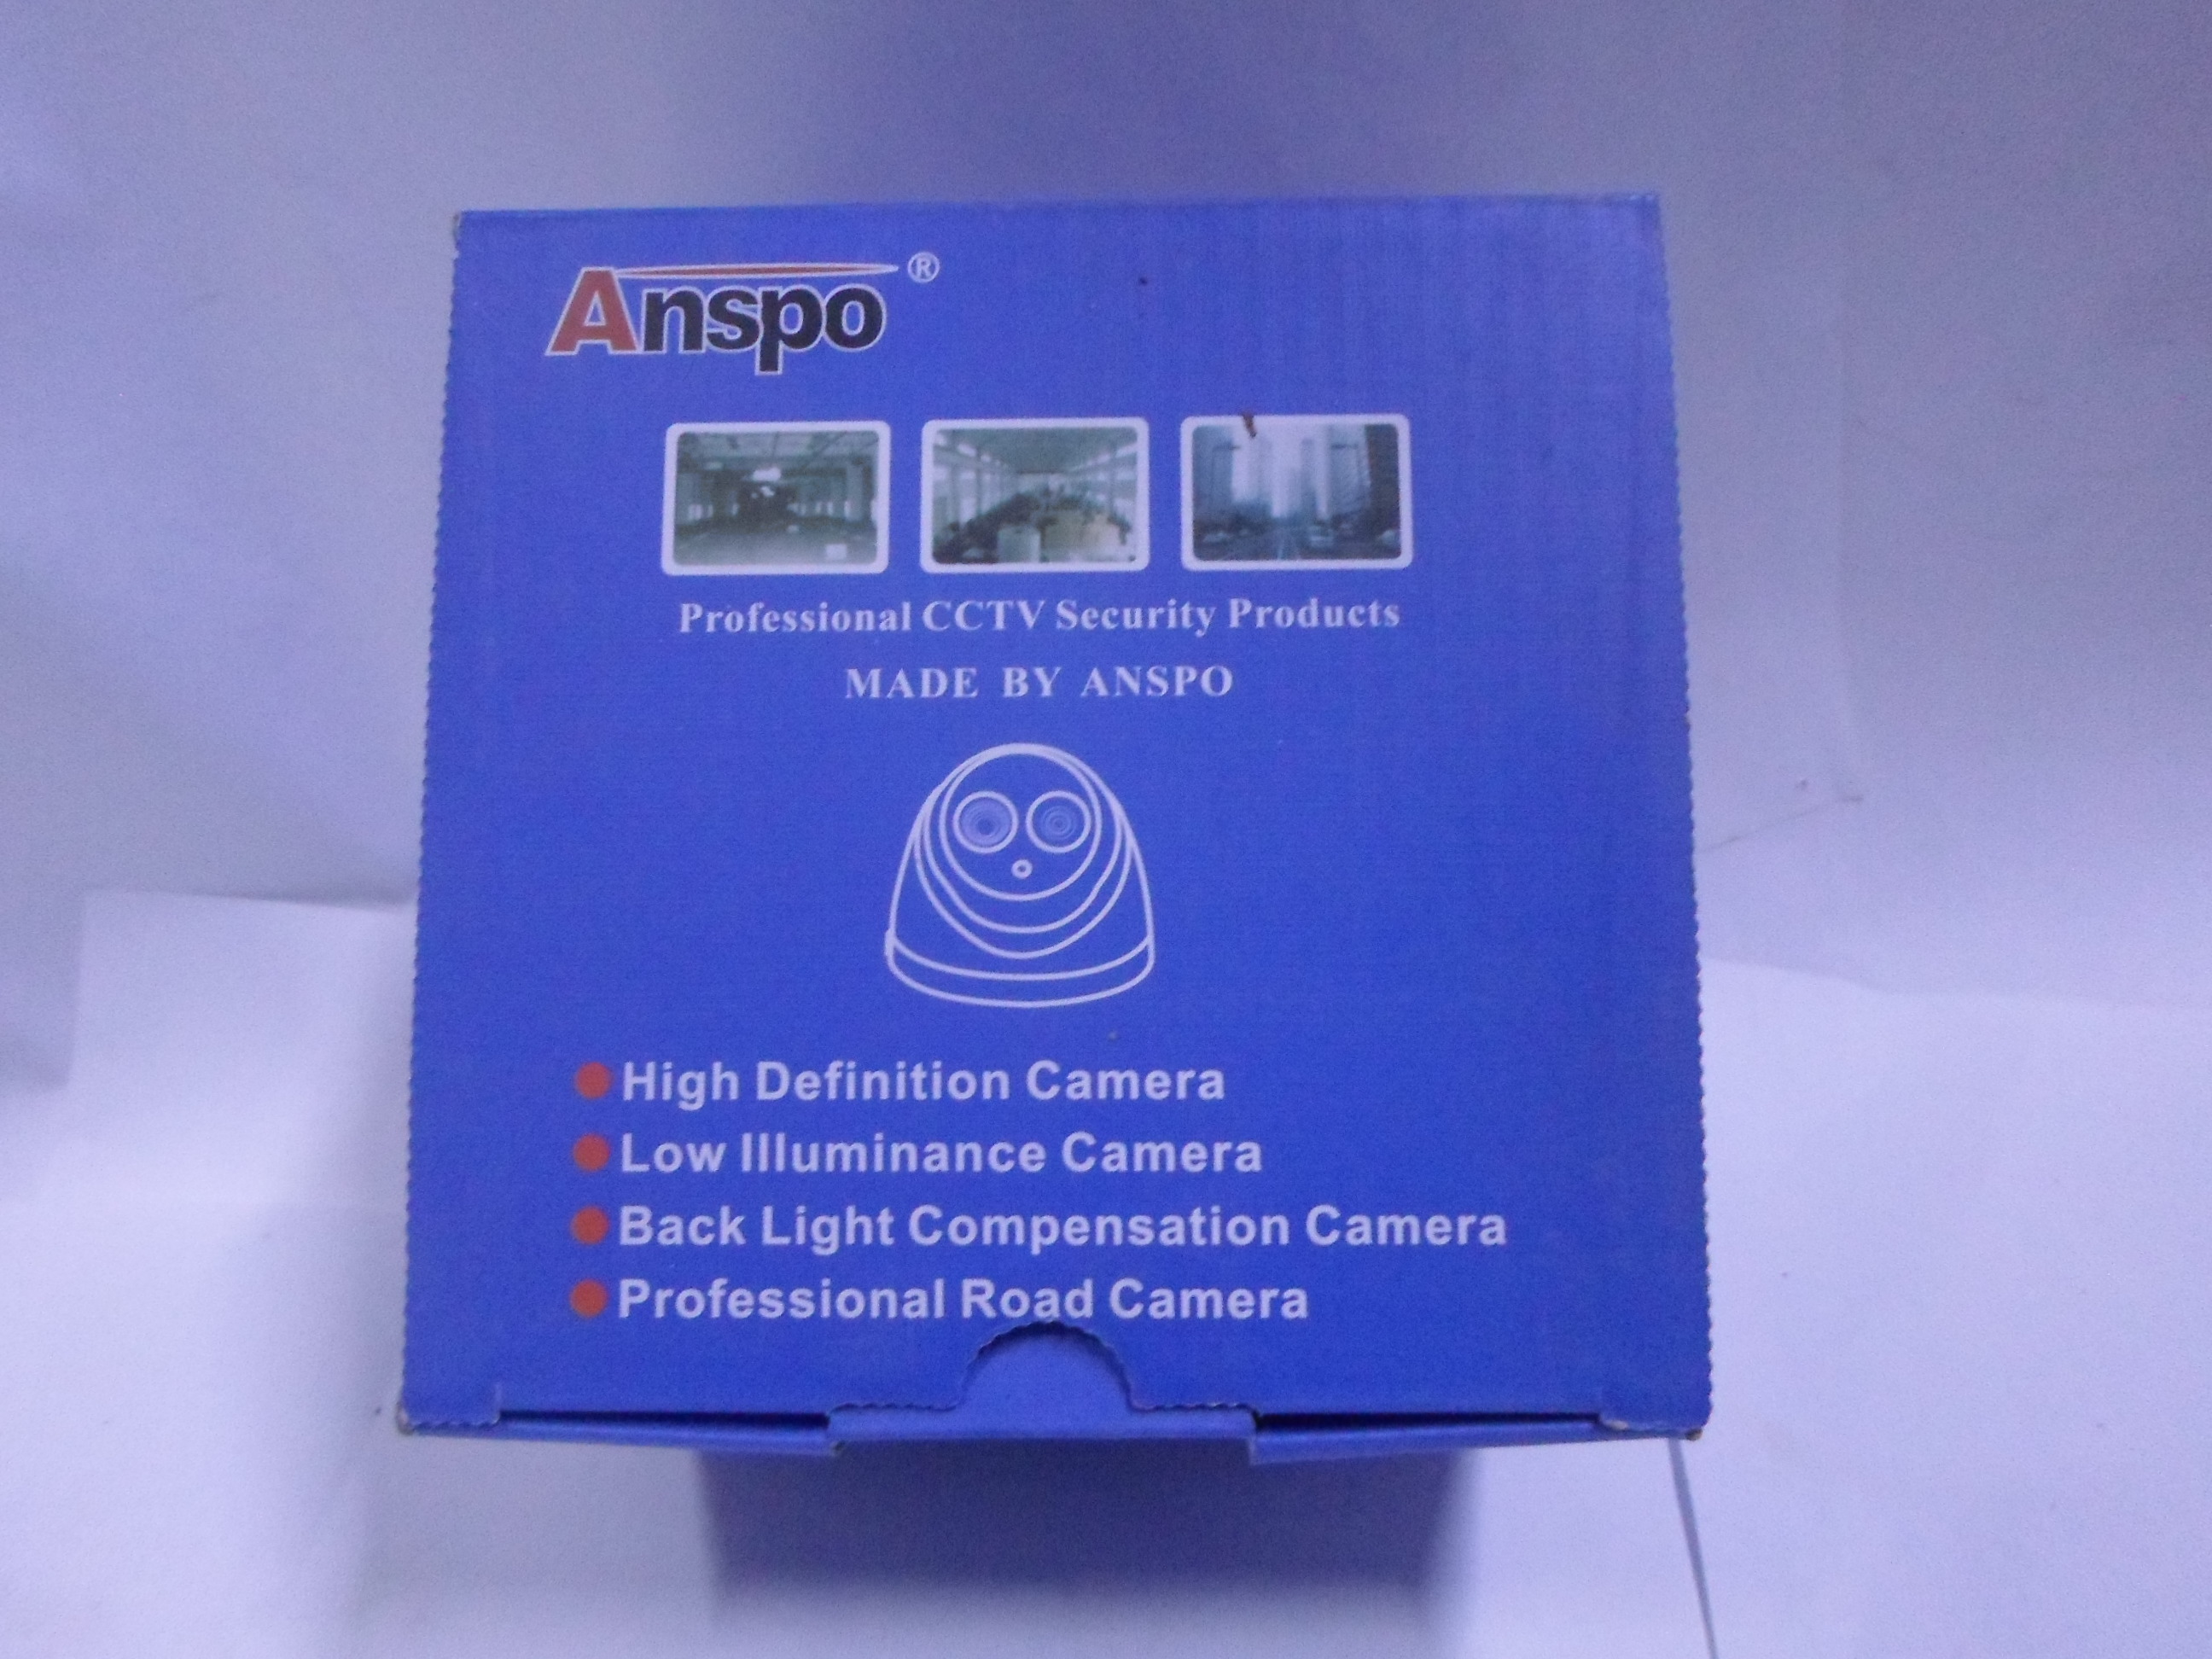 Anspo®
Professional CCTV Security Products
MADE BY ANSPO
High Definition Camera
Low Illuminance Camera
Back Light Compensation Camera
Professional Road Camera